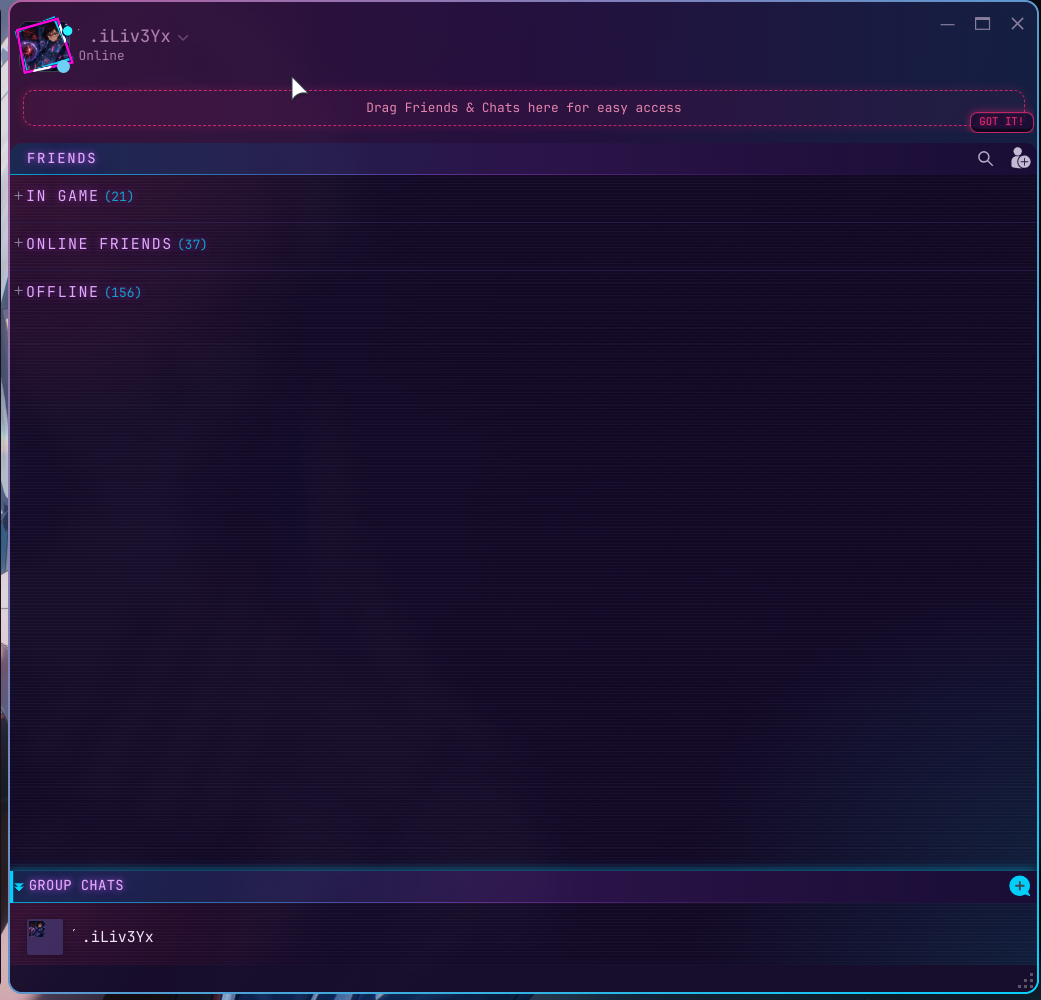 ´ .iLiv3Yx
Online
Drag Friends & Chats here for easy access
GOT IT!
FRIENDS
IN GAME (21)
ONLINE FRIENDS (37)
OFFLINE (156)
GROUP CHATS
´ .iLiv3Yx